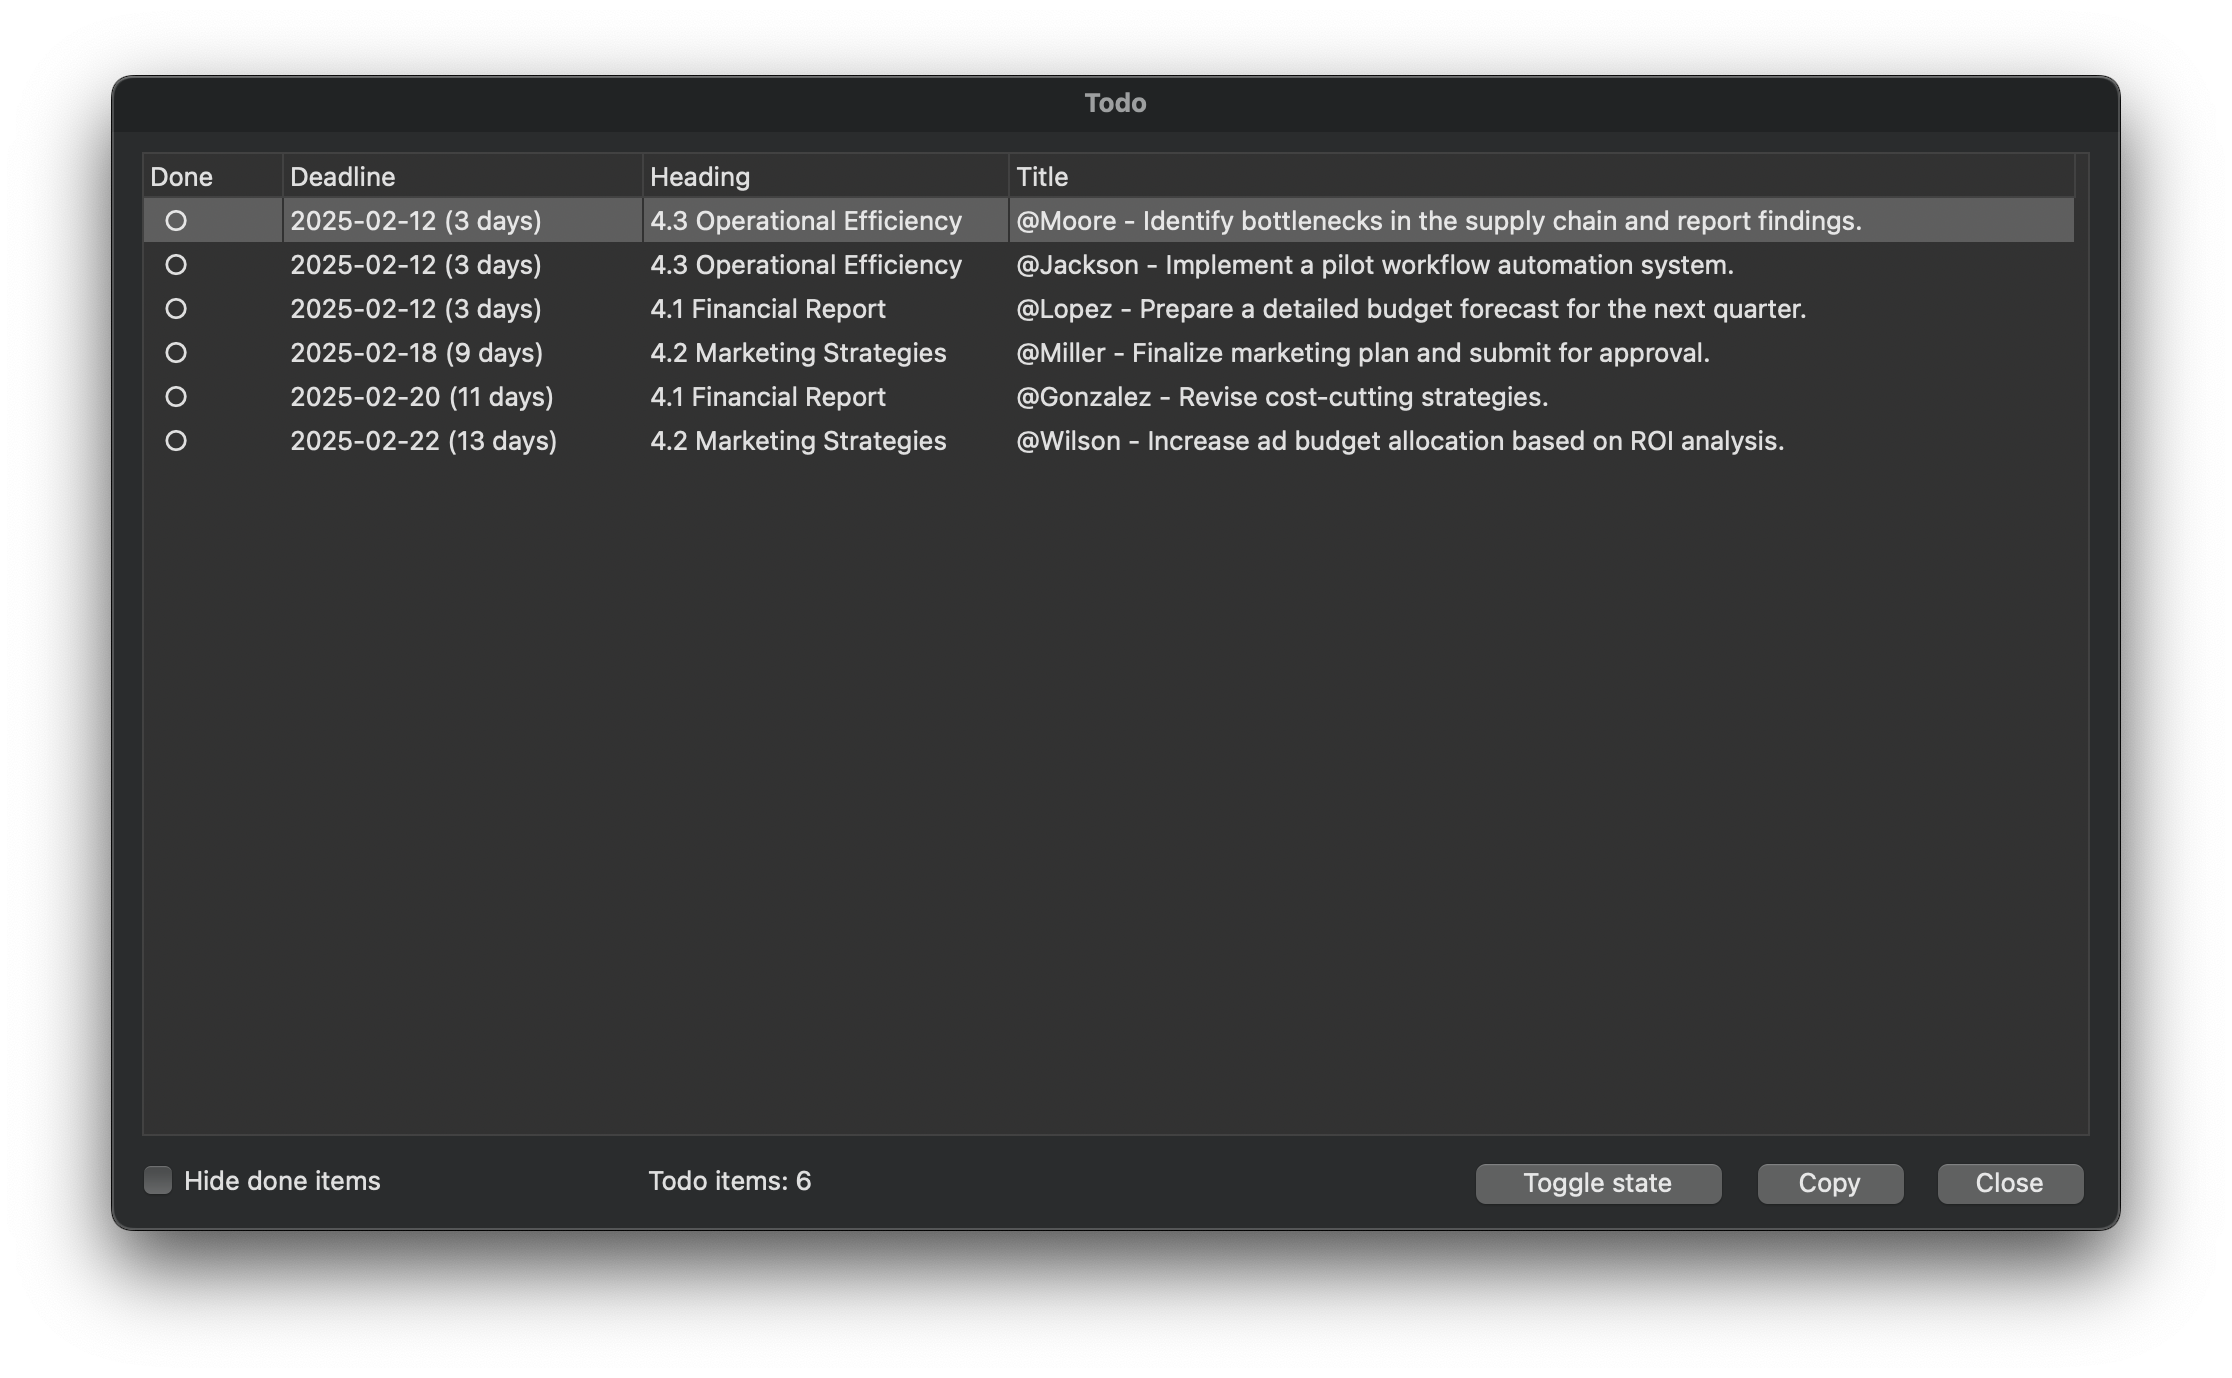 Todo
Done Deadline Heading Title
2025-02-12 (3 days) 4.3 Operational Efficiency @Moore - Identify bottlenecks in the supply chain and report findings.
2025-02-12 (3 days) 4.3 Operational Efficiency @Jackson - Implement a pilot workflow automation system.
2025-02-12 (3 days) 4.1 Financial Report @Lopez - Prepare a detailed budget forecast for the next quarter.
2025-02-18 (9 days) 4.2 Marketing Strategies @Miller - Finalize marketing plan and submit for approval.
2025-02-20 (11 days) 4.1 Financial Report @Gonzalez - Revise cost-cutting strategies.
2025-02-22 (13 days) 4.2 Marketing Strategies @Wilson - Increase ad budget allocation based on ROI analysis.
Hide done items Todo items: 6 Toggle state Copy Close